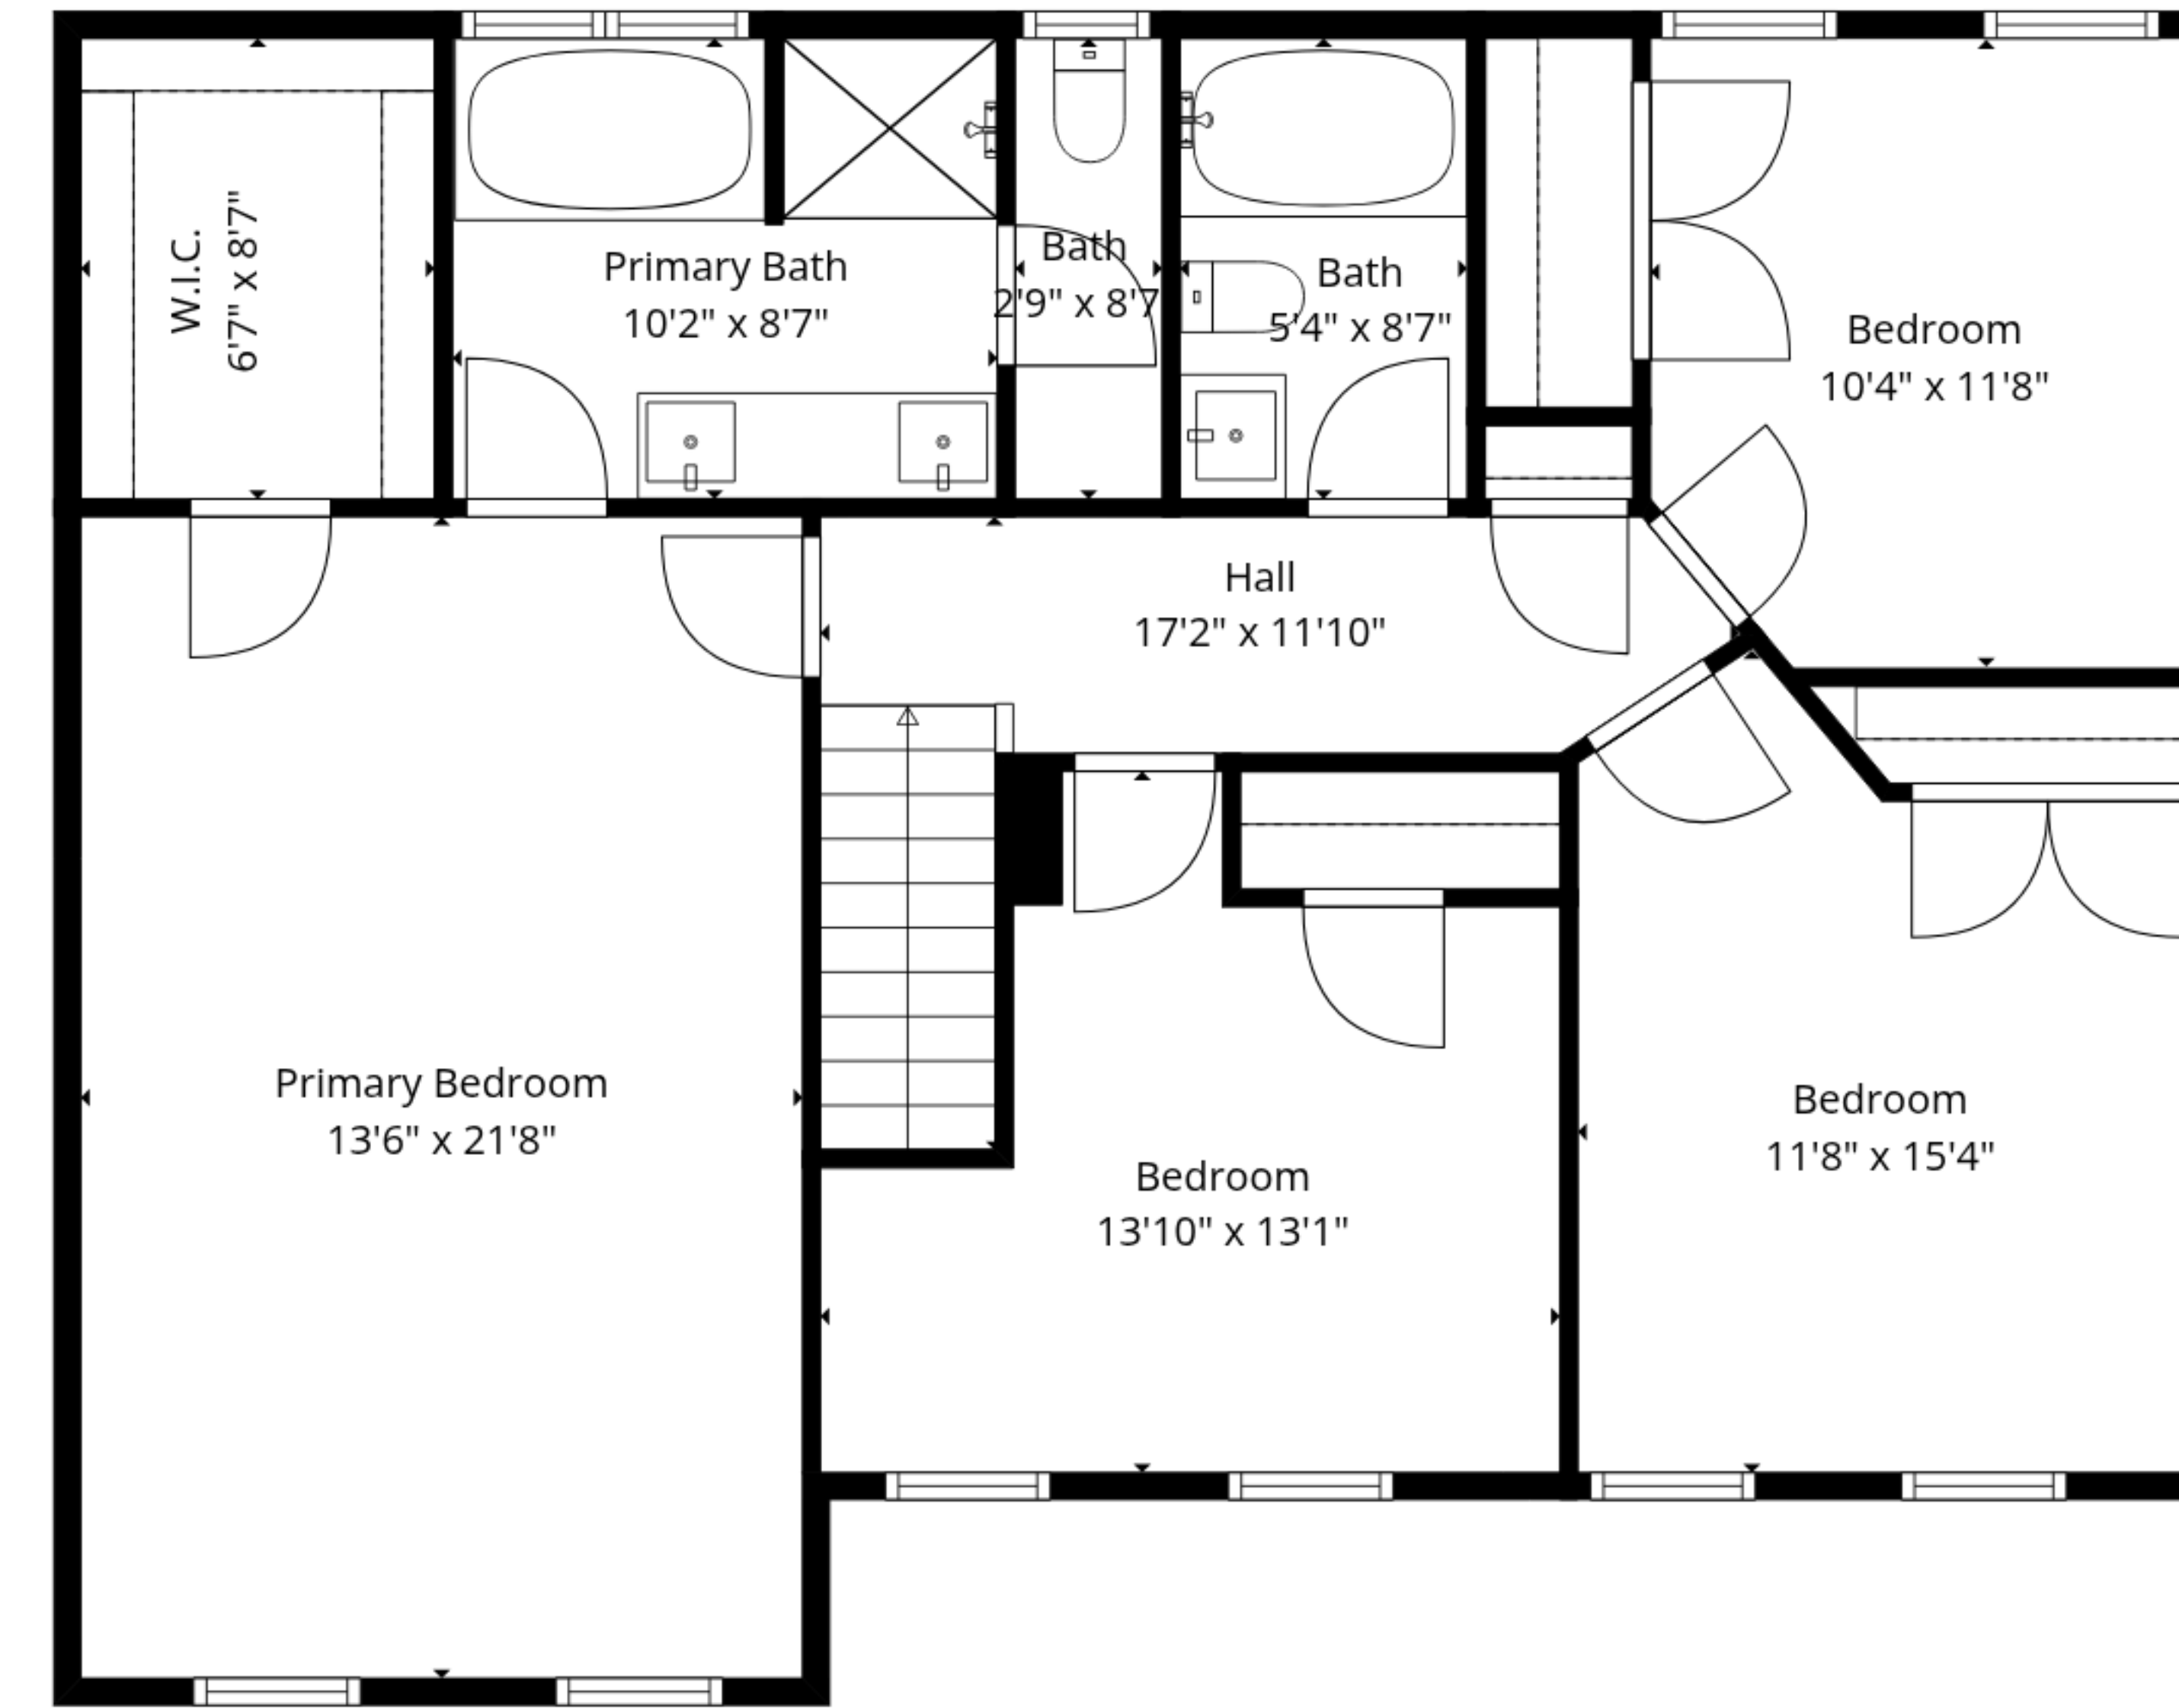 W.I.C.
6'7" x 8'7"
Primary Bath
10'2" x 8'7"
Bath
2'9" x 8'7
Bath
5'4" x 8'7"
Bedroom
10'4" x 11'8"
Hall
17'2" x 11'10"
Primary Bedroom
13'6" x 21'8"
Bedroom
13'10" x 13'1"
Bedroom
11'8" x 15'4"